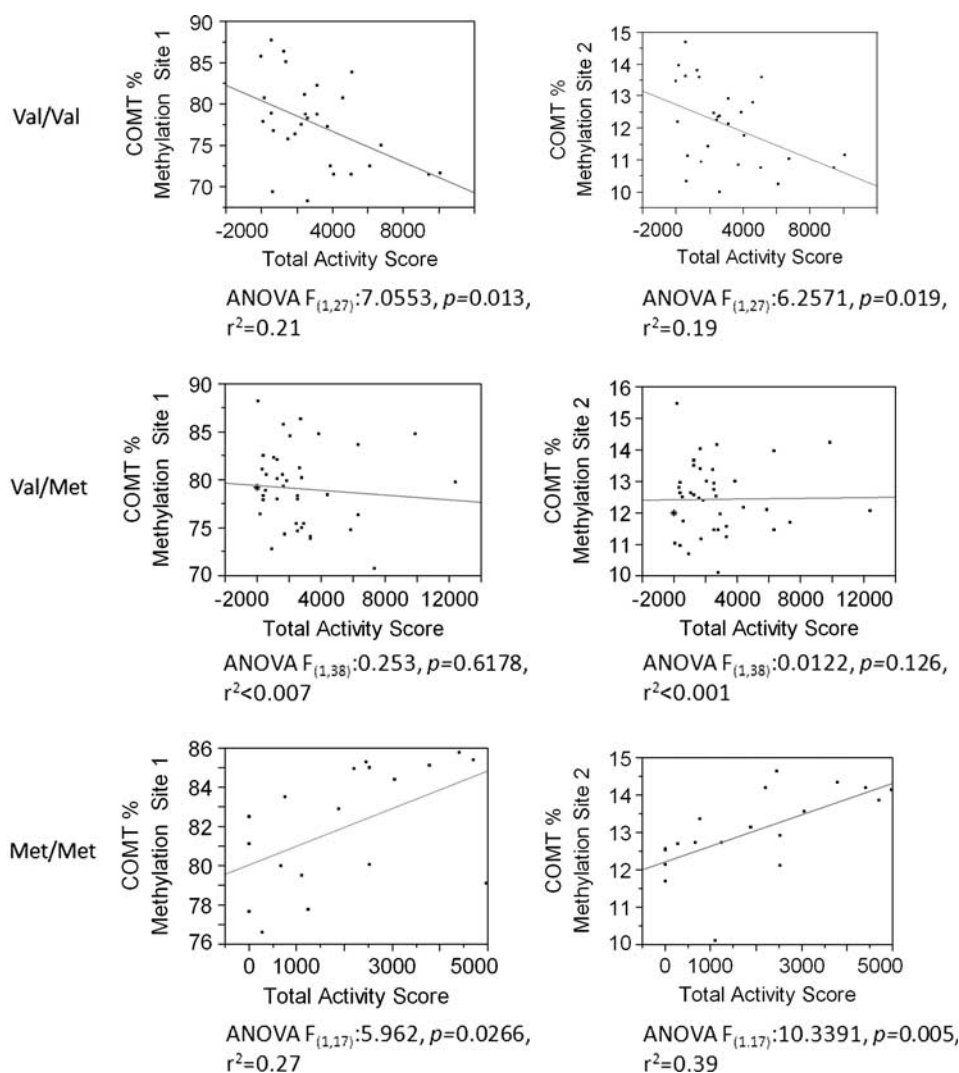 Val/Val
COMT %
Methylation Site 1
90
85
80
75
70
-2000
4000
8000
Total Activity Score
ANOVA F(1,27):7.0553, p=0.013,
r²=0.21
COMT %
Methylation Site 2
15
14
13
12
11
10
-2000
4000
8000
Total Activity Score
ANOVA F(1,27):6.2571, p=0.019,
r²=0.19
Val/Met
COMT %
Methylation Site 1
90
85
80
75
70
-2000
4000
8000
12000
Total Activity Score
ANOVA F(1,38):0.253, p=0.6178,
r²<0.007
COMT %
Methylation Site 2
16
15
14
13
12
11
10
-2000
4000
8000
12000
Total Activity Score
ANOVA F(1,38):0.0122, p=0.126,
r²<0.001
Met/Met
COMT %
Methylation Site 1
86
84
82
80
78
76
0
1000
3000
5000
Total Activity Score
ANOVA F(1,17):5.962, p=0.0266,
r²=0.27
COMT %
Methylation Site 2
15
14
13
12
11
10
0
1000
3000
5000
Total Activity Score
ANOVA F(1.17):10.3391, p=0.005,
r²=0.39